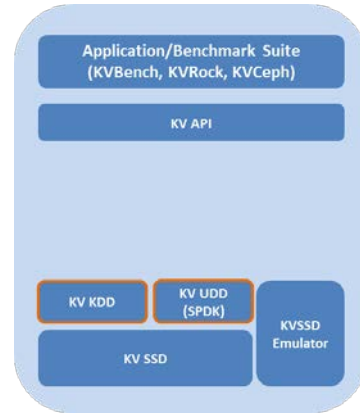 Application/Benchmark Suite
(KVBench, KVRock, KVCeph)
KV API
KV KDD
KV UDD
(SPDK)
KVSSD
Emulator
KV SSD